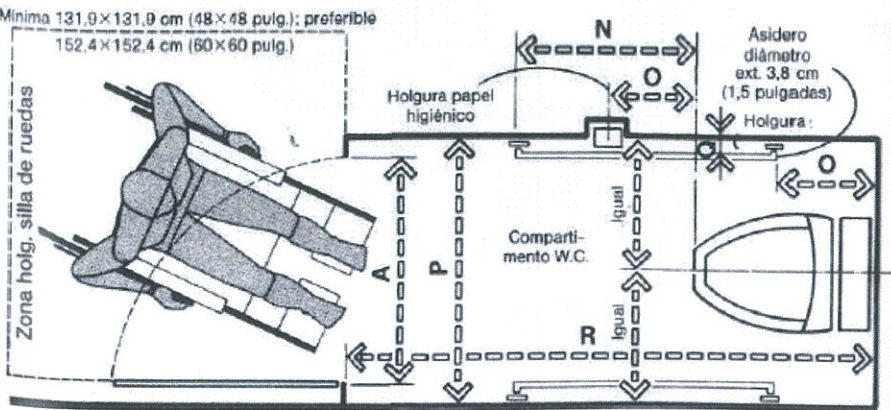 Mínima 131,9×131,9 cm (48×48 pulg.); preferible
152,4×152,4 cm (60×60 pulg.)
Zona holg. silla de ruedas
Holgura papel
higiénico
N
O
Asidero
diámetro
ext. 3,8 cm
(1,5 pulgadas)
Holgura:
Q
O
A
P
Comparti-
mento W.C.
Igual
Igual
R